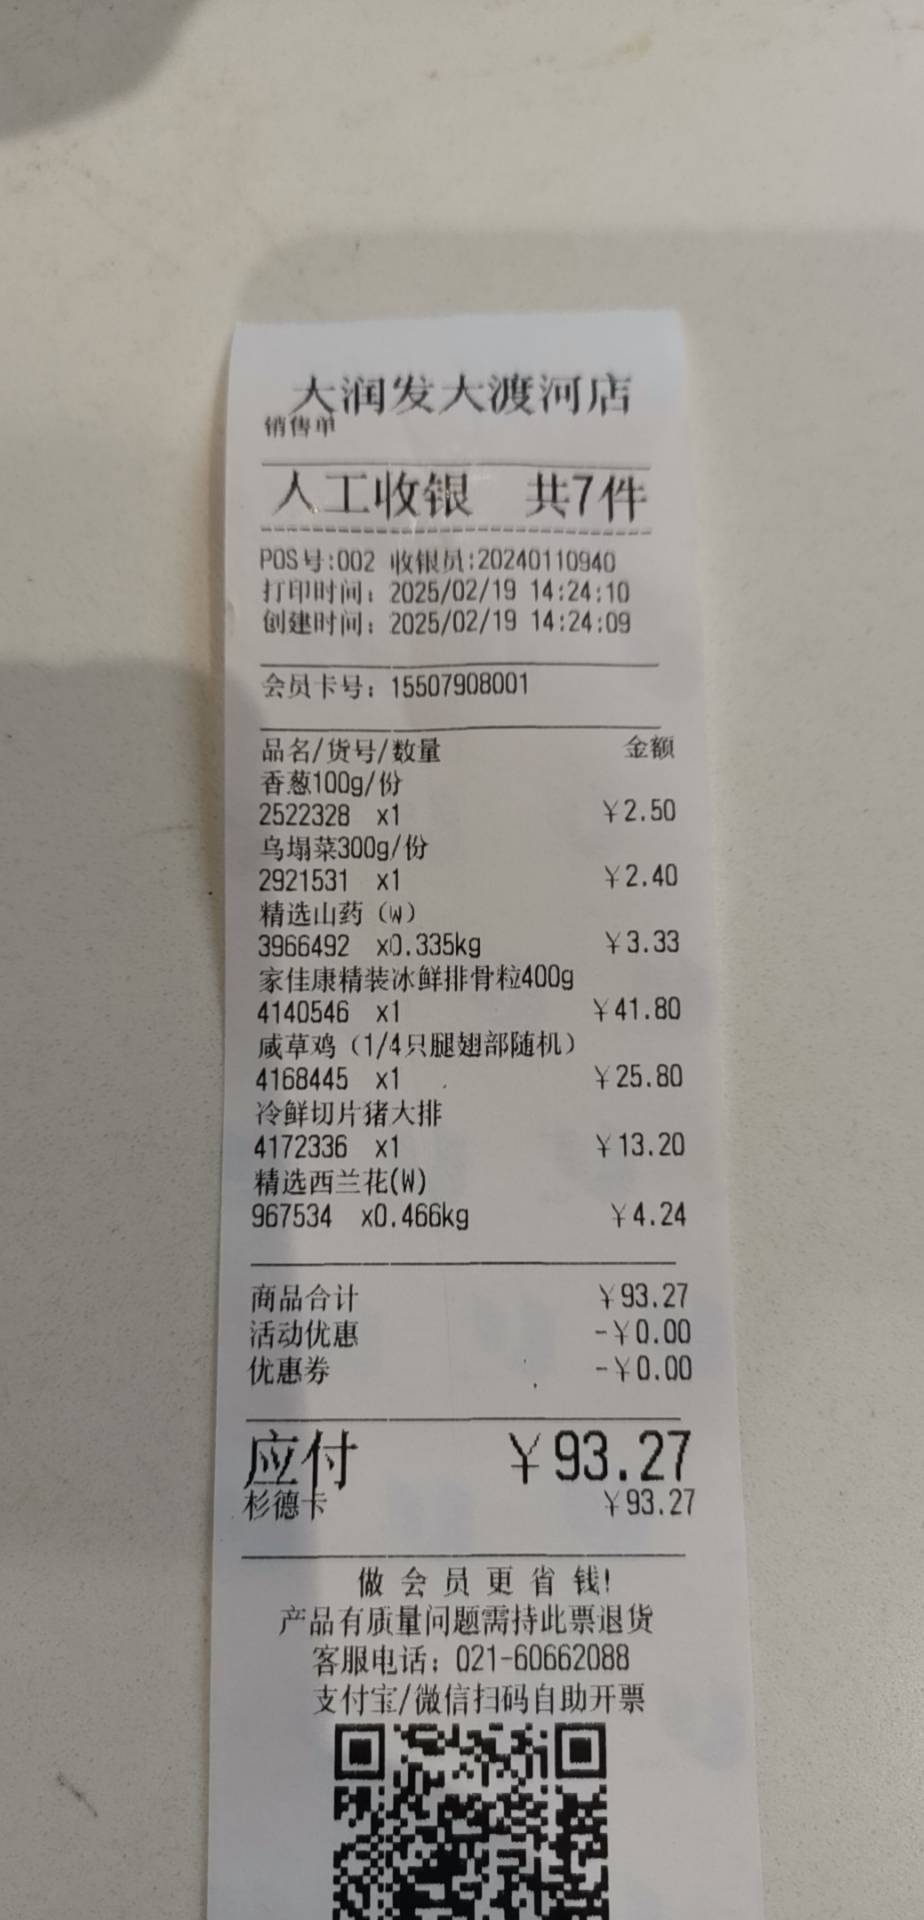 大润发大渡河店
销售单
人工收银 共7件
POS号:002 收银员:20240110940
打印时间: 2025/02/19 14:24:10
创建时间: 2025/02/19 14:24:09
会员卡号: 15507908001
品名/货号/数量 金额
香葱100g/份
2522328 x1 ￥2.50
乌塌菜300g/份
2921531 x1 ￥2.40
精选山药（W）
3966492 x0.335kg ￥3.33
家佳康精装冰鲜排骨粒400g
4140546 x1 ￥41.80
咸草鸡（1/4只腿翅部随机）
4168445 x1 ￥25.80
冷鲜切片猪大排
4172336 x1 ￥13.20
精选西兰花(W)
967534 x0.466kg ￥4.24
商品合计 ￥93.27
活动优惠 -￥0.00
优惠券 -￥0.00
应付 ￥93.27
杉德卡 ￥93.27
做会员更省钱!
产品有质量问题需持此票退货
客服电话: 021-60662088
支付宝/微信扫码自助开票